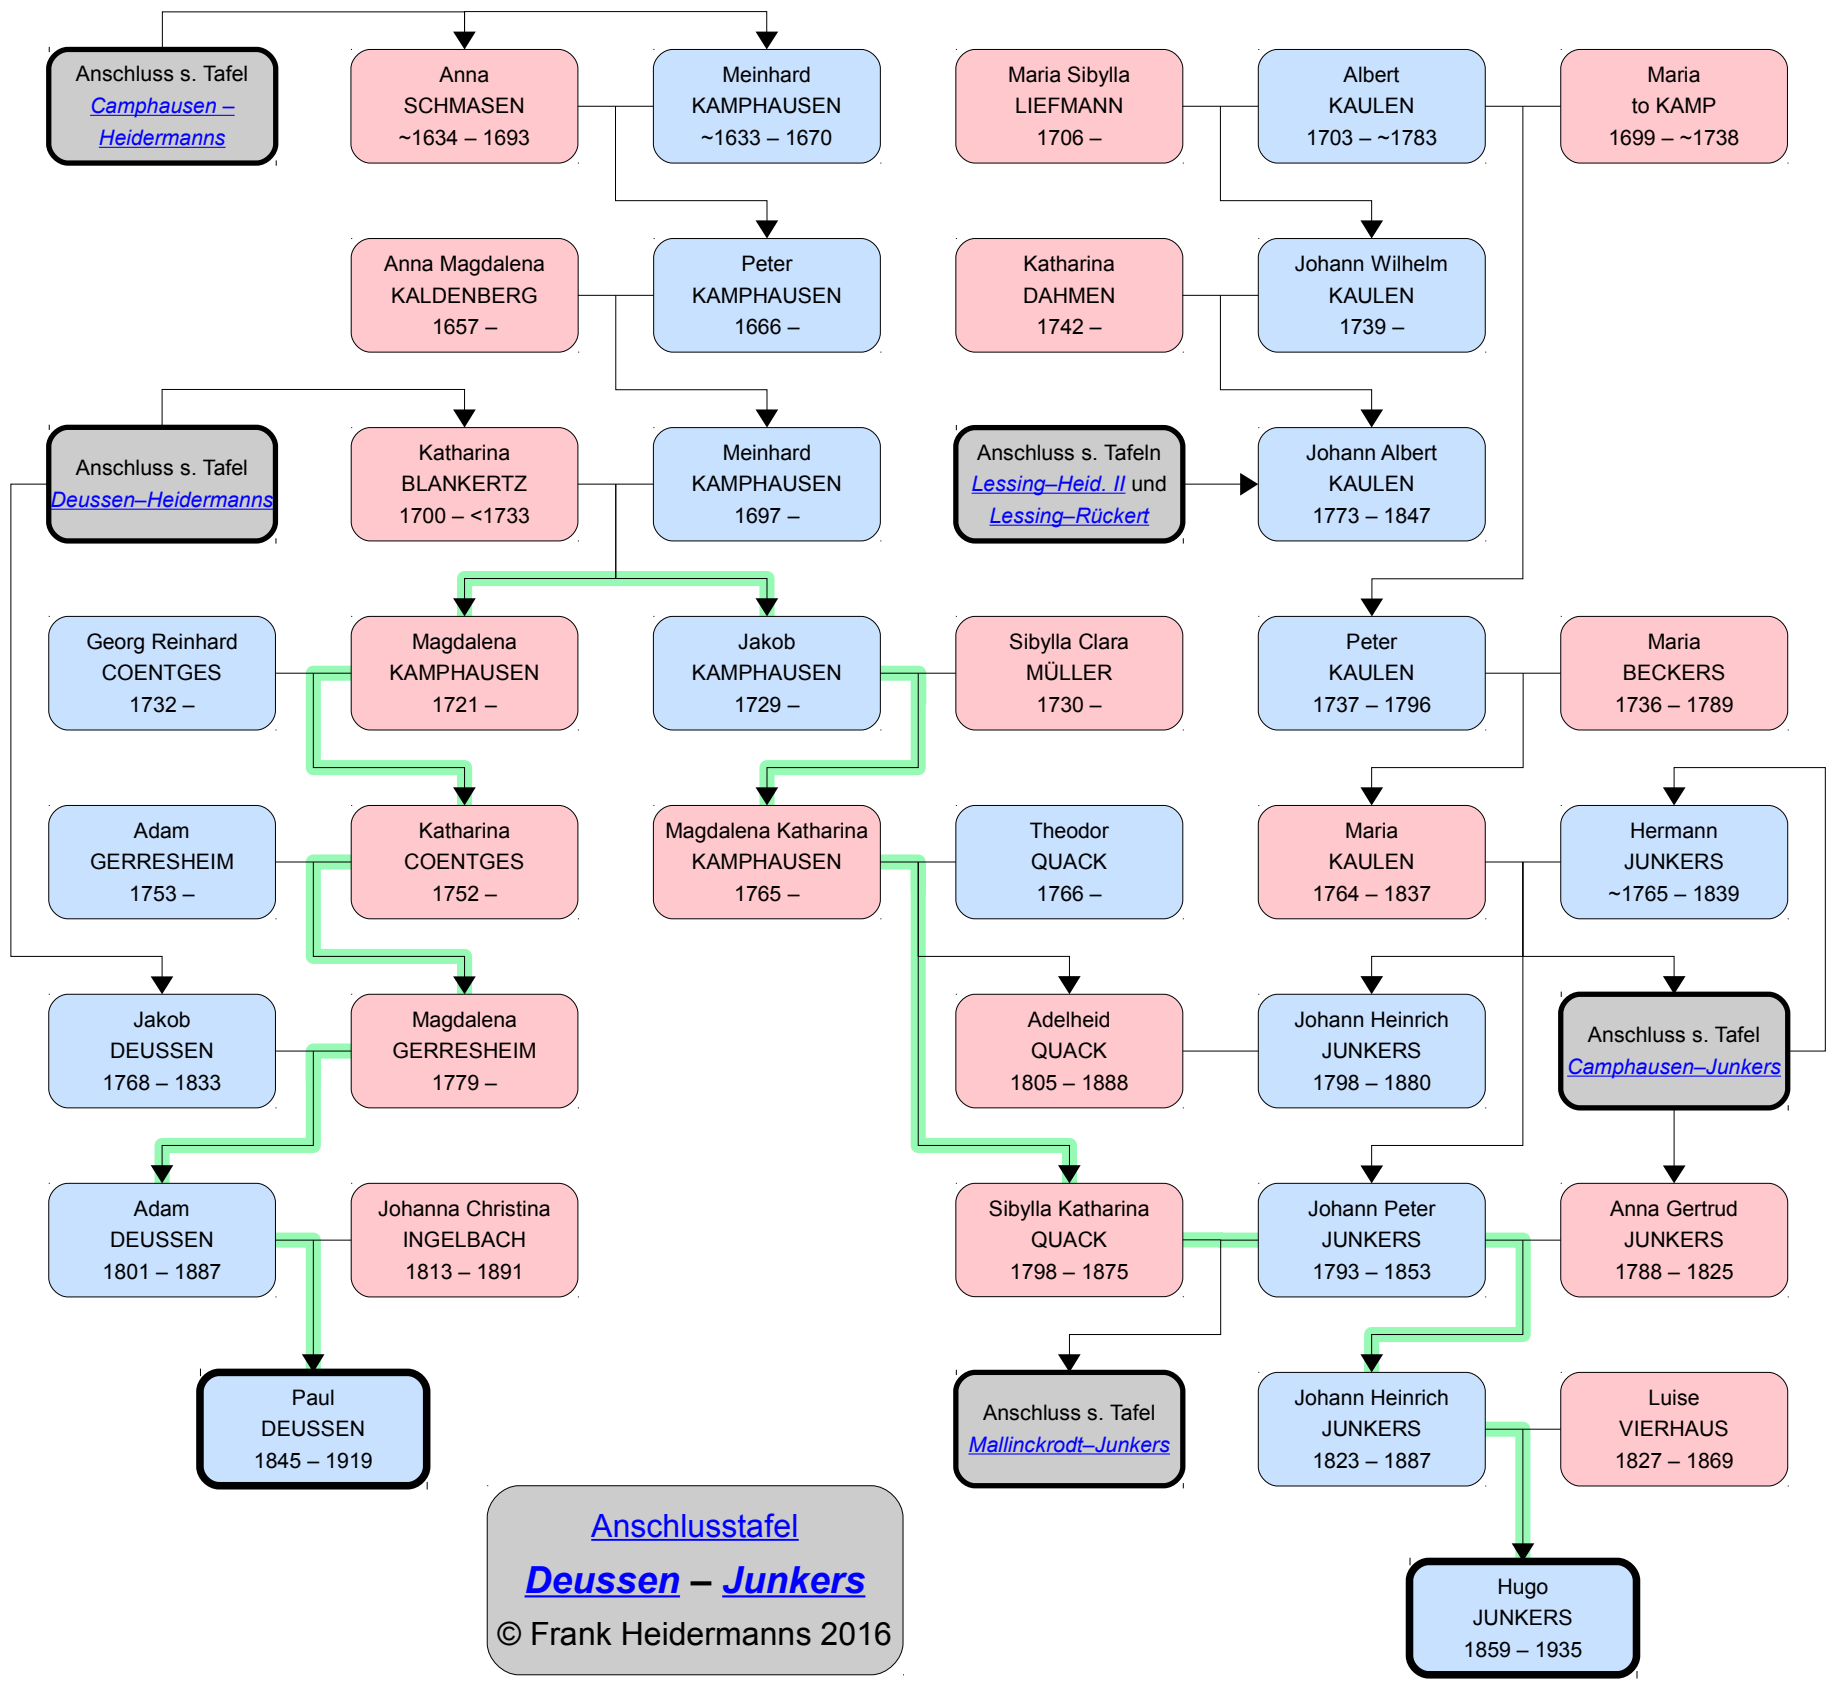 Anschluss s. Tafel
Camphausen –
Heidermanns
Anna
SCHMASEN
~1634 – 1693
Meinhard
KAMPHAUSEN
~1633 – 1670
Maria Sibylla
LIEFMANN
1706 –
Albert
KAULEN
1703 – ~1783
Maria
to KAMP
1699 – ~1738
Anna Magdalena
KALDENBERG
1657 –
Peter
KAMPHAUSEN
1666 –
Katharina
DAHMEN
1742 –
Johann Wilhelm
KAULEN
1739 –
Anschluss s. Tafel
Deussen–Heidermanns
Katharina
BLANKERTZ
1700 – <1733
Meinhard
KAMPHAUSEN
1697 –
Anschluss s. Tafeln
Lessing–Heid. II und
Lessing–Rückert
Johann Albert
KAULEN
1773 – 1847
Georg Reinhard
COENTGES
1732 –
Magdalena
KAMPHAUSEN
1721 –
Jakob
KAMPHAUSEN
1729 –
Sibylla Clara
MÜLLER
1730 –
Peter
KAULEN
1737 – 1796
Maria
BECKERS
1736 – 1789
Adam
GERRESHEIM
1753 –
Katharina
COENTGES
1752 –
Magdalena Katharina
KAMPHAUSEN
1765 –
Theodor
QUACK
1766 –
Maria
KAULEN
1764 – 1837
Hermann
JUNKERS
~1765 – 1839
Jakob
DEUSSEN
1768 – 1833
Magdalena
GERRESHEIM
1779 –
Adelheid
QUACK
1805 – 1888
Johann Heinrich
JUNKERS
1798 – 1880
Anschluss s. Tafel
Camphausen–Junkers
Adam
DEUSSEN
1801 – 1887
Johanna Christina
INGELBACH
1813 – 1891
Sibylla Katharina
QUACK
1798 – 1875
Johann Peter
JUNKERS
1793 – 1853
Anna Gertrud
JUNKERS
1788 – 1825
Paul
DEUSSEN
1845 – 1919
Anschluss s. Tafel
Mallinckrodt–Junkers
Johann Heinrich
JUNKERS
1823 – 1887
Luise
VIERHAUS
1827 – 1869
Anschlusstafel
Deussen – Junkers
© Frank Heidermanns 2016
Hugo
JUNKERS
1859 – 1935